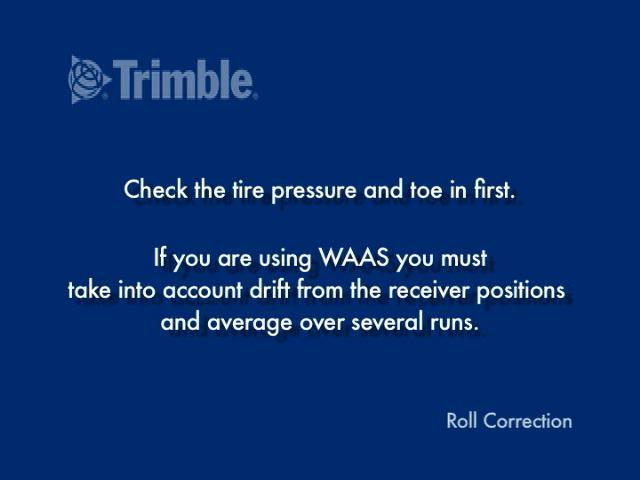 Trimble
Check the tire pressure and toe in first.
If you are using WAAS you must
take into account drift from the receiver positions
and average over several runs.
Roll Correction